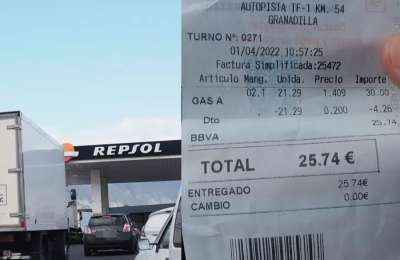 REPSOL
AUTOPISTA TF-1 KM. 54
GRANADILLA
TURNO Nº: 0271
01/04/2022 10:57:25
Factura Simplificada:25472
Artículo Mang. Unida. Precio Importe
02.1 21.29 1.409 30.00
GAS A
-21.29 0.200 -4.26
Dto
25.74
BBVA
TOTAL 25.74 €
ENTREGADO 25.74€
CAMBIO 0.00€